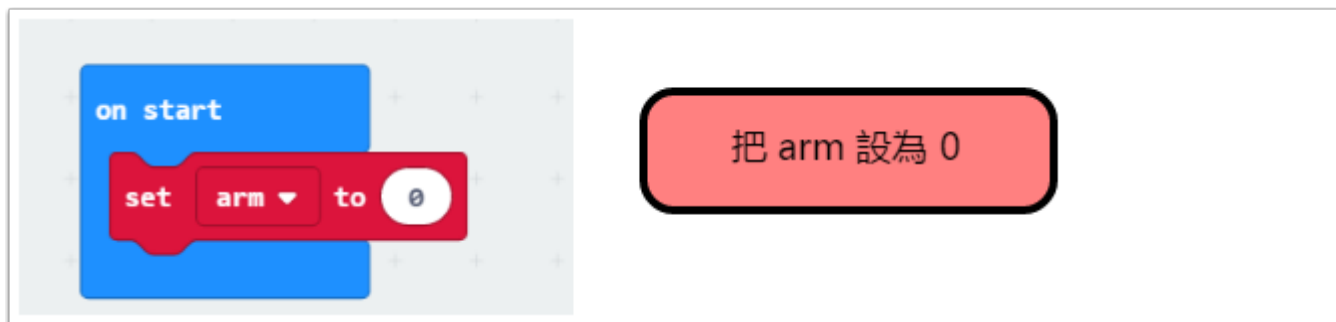 on start
set arm to 0
把 arm 設為 0